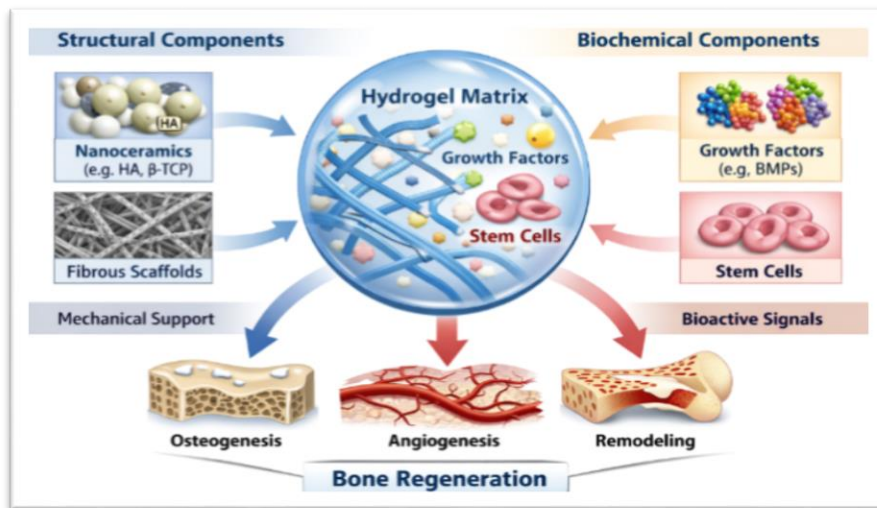 Structural Components
Biochemical Components
HA
Nanoceramics
(e.g. HA, β-TCP)
Fibrous Scaffolds
Hydrogel Matrix
Growth Factors
Stem Cells
Growth Factors
(e.g, BMPs)
Stem Cells
Mechanical Support
Bioactive Signals
Osteogenesis
Angiogenesis
Remodeling
Bone Regeneration